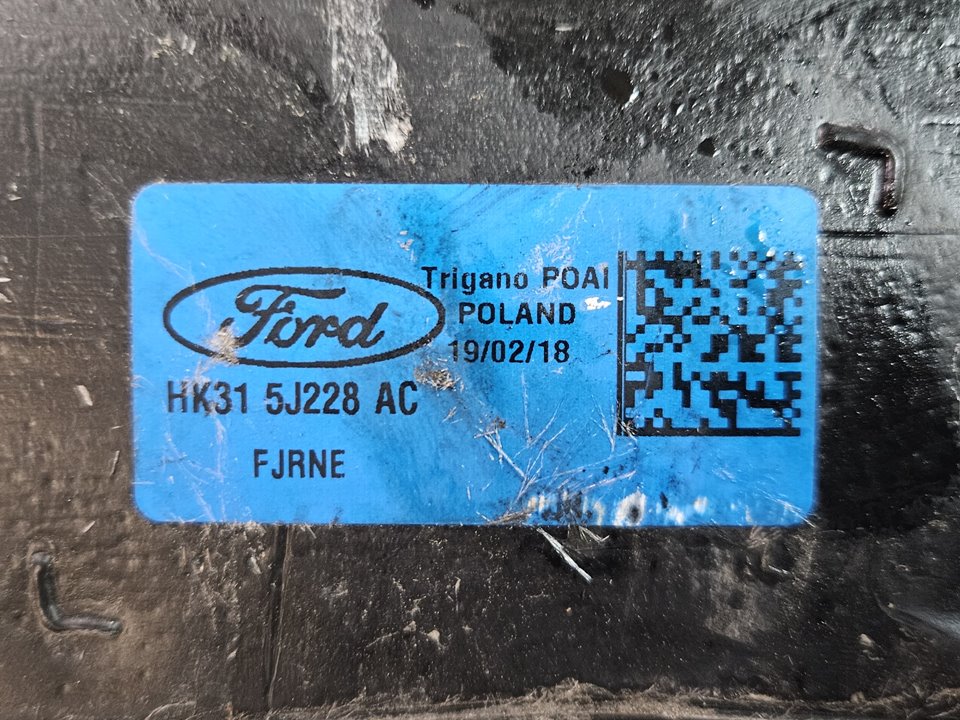 Ford
Trigano POAI
POLAND
19/02/18
HK31 5J228 AC
FJRNE